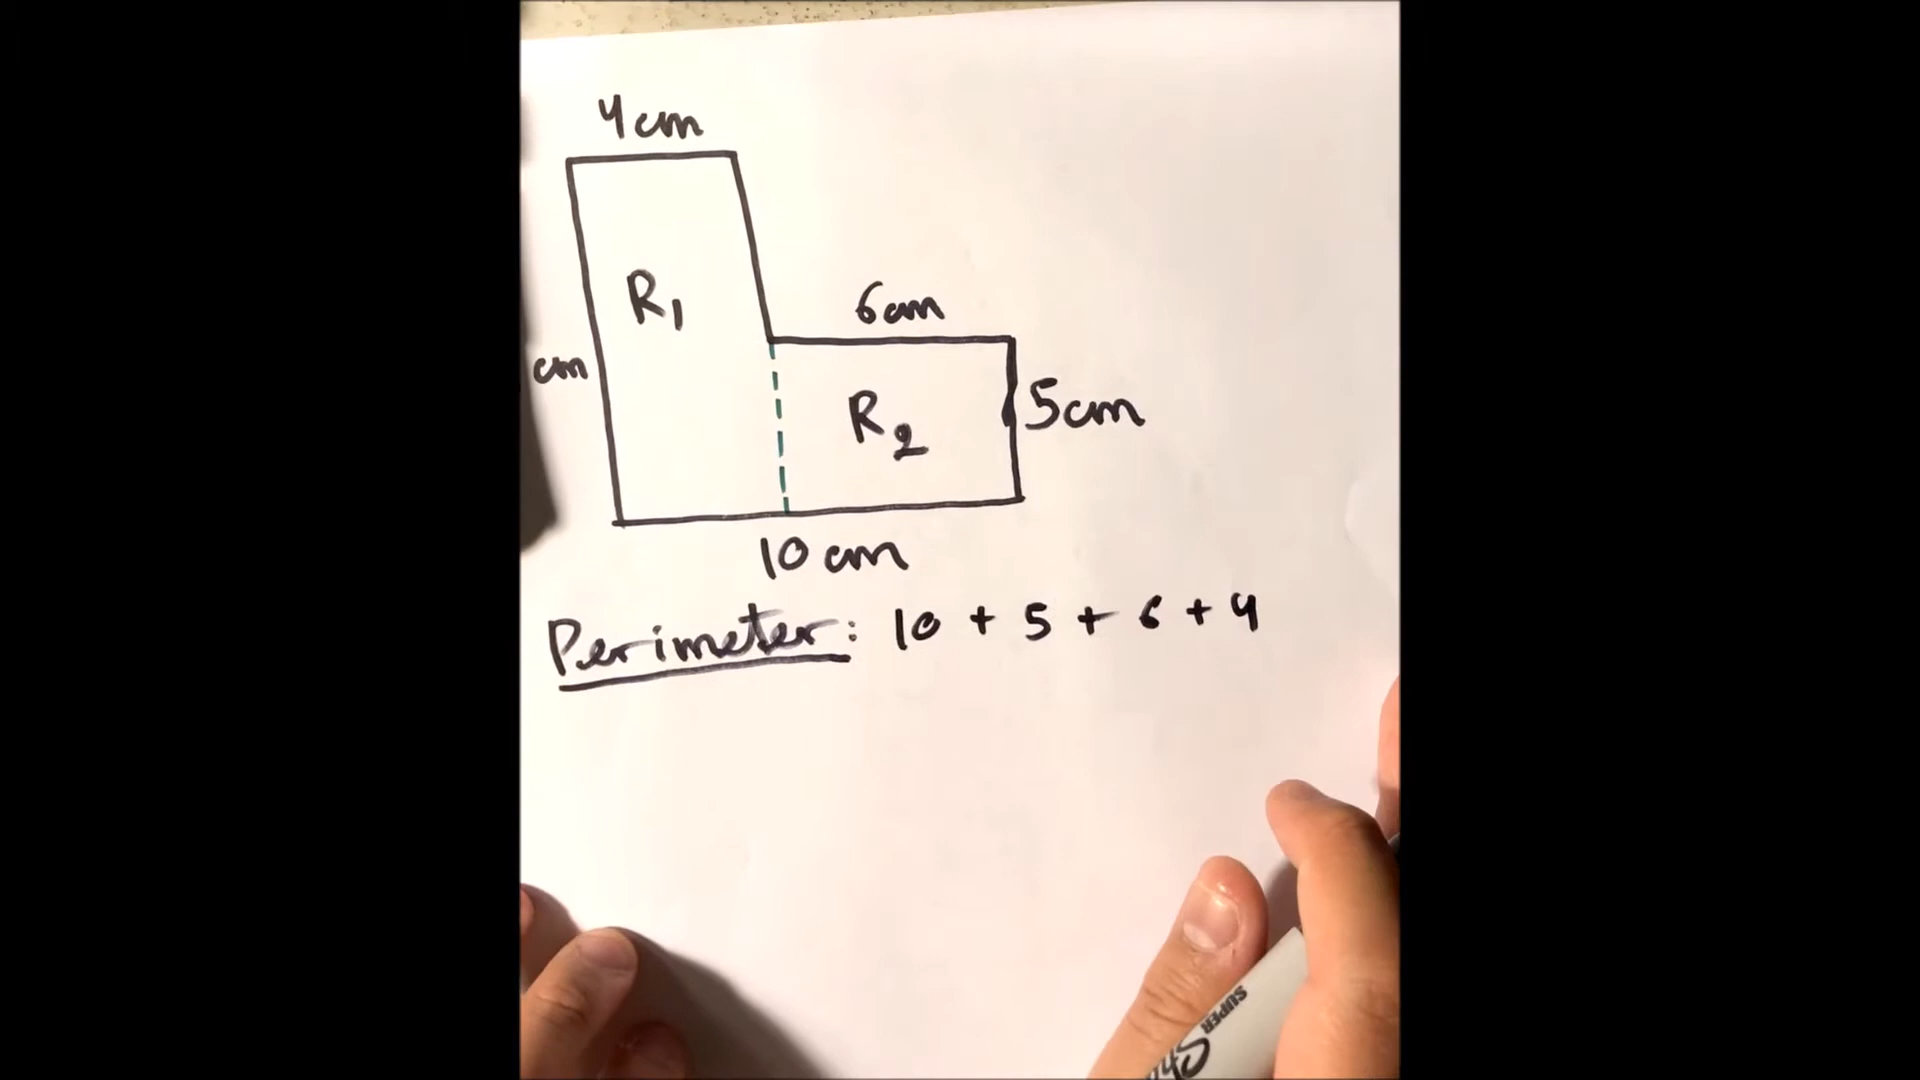 4cm
R1
6cm
cm
R2
5cm
10 cm
Perimeter: 10 + 5 + 6 + 4
SUPER